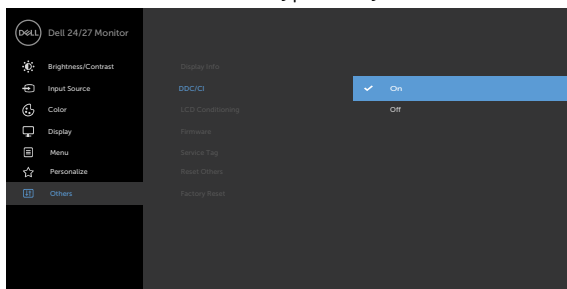 DELL Dell 24/27 Monitor
Brightness/Contrast
Display Info
Input Source
DDC/CI
On
Color
LCD Conditioning
Off
Display
Firmware
Menu
Service Tag
Personalize
Reset Others
Others
Factory Reset